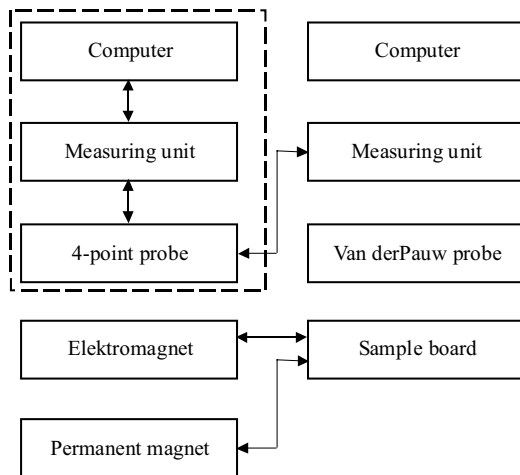 Computer
Computer
Measuring unit
Measuring unit
4-point probe
Van derPauw probe
Elektromagnet
Sample board
Permanent magnet